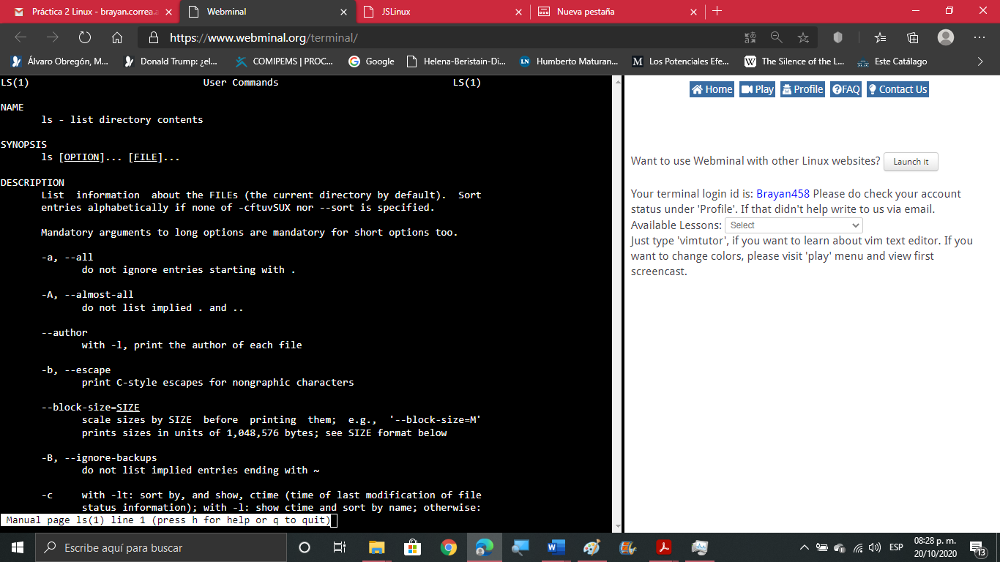 Práctica 2 Linux - brayan.correa.a
Webminal
JSLinux
Nueva pestaña
https://www.webminal.org/terminal/
Álvaro Obregón, M...
Donald Trump: ¿el...
COMIPEMS | PROC...
Google
Helena-Beristain-Di...
LN Humberto Maturan...
M Los Potenciales Efe...
W The Silence of the L...
Este Catálago
LS(1) User Commands LS(1)
NAME
ls - list directory contents
SYNOPSIS
ls [OPTION]... [FILE]...
DESCRIPTION
List information about the FILEs (the current directory by default). Sort
entries alphabetically if none of -cftuvSUX nor --sort is specified.
Mandatory arguments to long options are mandatory for short options too.
-a, --all
do not ignore entries starting with .
-A, --almost-all
do not list implied . and ..
--author
with -l, print the author of each file
-b, --escape
print C-style escapes for nongraphic characters
--block-size=SIZE
scale sizes by SIZE before printing them; e.g., '--block-size=M'
prints sizes in units of 1,048,576 bytes; see SIZE format below
-B, --ignore-backups
do not list implied entries ending with ~
-c with -lt: sort by, and show, ctime (time of last modification of file
status information); with -l: show ctime and sort by name; otherwise:
Manual page ls(1) line 1 (press h for help or q to quit)
Home Play Profile FAQ Contact Us
Want to use Webminal with other Linux websites? Launch it
Your terminal login id is: Brayan458 Please do check your account
status under 'Profile'. If that didn't help write to us via email.
Available Lessons: Select
Just type 'vimtutor', if you want to learn about vim text editor. If you
want to change colors, please visit 'play' menu and view first
screencast.
Escribe aquí para buscar
ESP
08:28 p. m.
20/10/2020
13